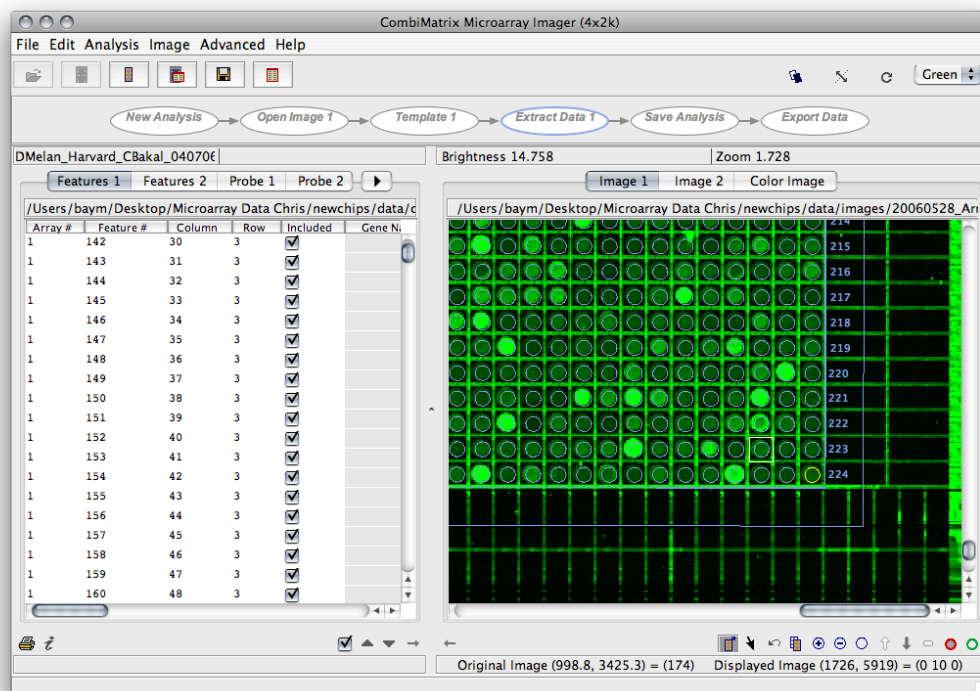 CombiMatrix Microarray Imager (4x2k)
File Edit Analysis Image Advanced Help
Green
New Analysis Open Image 1 Template 1 Extract Data 1 Save Analysis Export Data
DMelan_Harvard_CBakal_04070
Brightness 14.758 Zoom 1.728
Features 1 Features 2 Probe 1 Probe 2
Image 1 Image 2 Color Image
/Users/baym/Desktop/Microarray Data Chris/newchips/data/c
/Users/baym/Desktop/Microarray Data Chris/newchips/data/images/20060528_Arr
Array # Feature # Column Row Included Gene Na
1 142 30 3
1 143 31 3
1 144 32 3
1 145 33 3
1 146 34 3
1 147 35 3
1 148 36 3
1 149 37 3
1 150 38 3
1 151 39 3
1 152 40 3
1 153 41 3
1 154 42 3
1 155 43 3
1 156 44 3
1 157 45 3
1 158 46 3
1 159 47 3
1 160 48 3
214
215
216
217
218
219
220
221
222
223
224
Original Image (998.8, 3425.3) = (174) Displayed Image (1726, 5919) = (0 10 0)